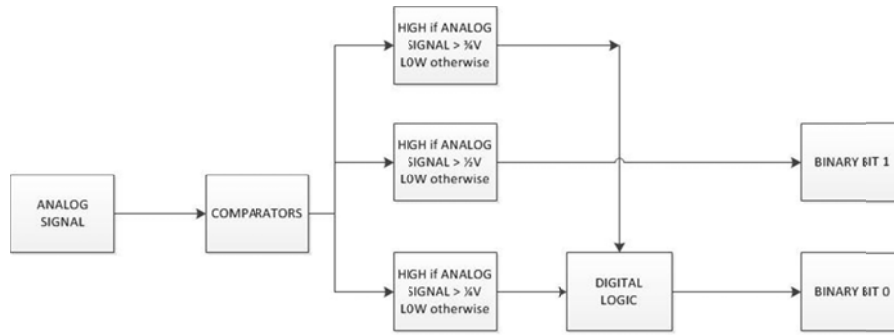 HIGH if ANALOG
SIGNAL > ¾V
LOW otherwise
HIGH if ANALOG
SIGNAL > ½V
LOW otherwise
BINARY BIT 1
ANALOG
SIGNAL
COMPARATORS
HIGH if ANALOG
SIGNAL > ¼V
LOW otherwise
DIGITAL
LOGIC
BINARY BIT 0